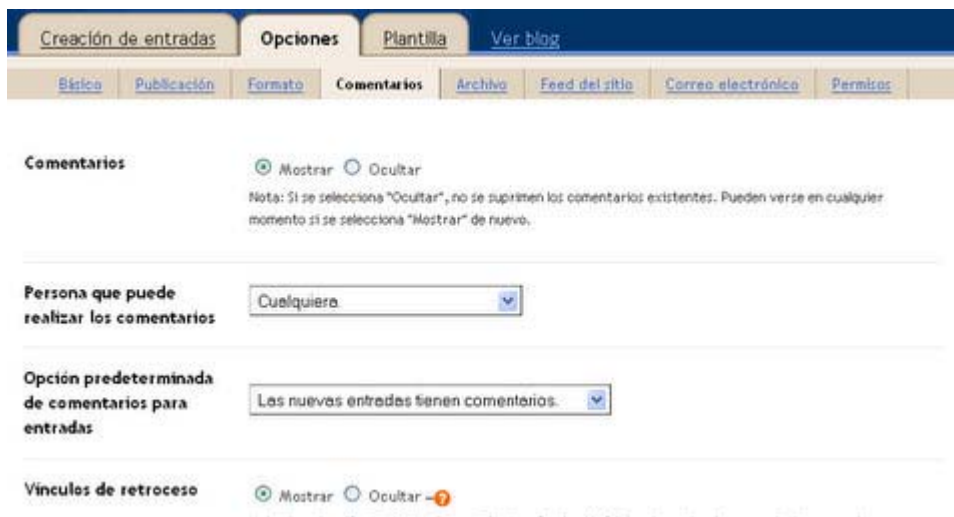 Creación de entradas Opciones Plantilla Ver blog
Básico Publicación Formato Comentarios Archivo Feed del sitio Correo electrónico Permisos
Comentarios Mostrar Ocultar
Nota: Si se selecciona "Ocultar", no se suprimen los comentarios existentes. Pueden verse en cualquier
momento si se selecciona "Mostrar" de nuevo.
Persona que puede
realizar los comentarios
Cualquiera
Opción predeterminada
de comentarios para
entradas
Las nuevas entradas tienen comentarios.
Vínculos de retroceso Mostrar Ocultar – ?